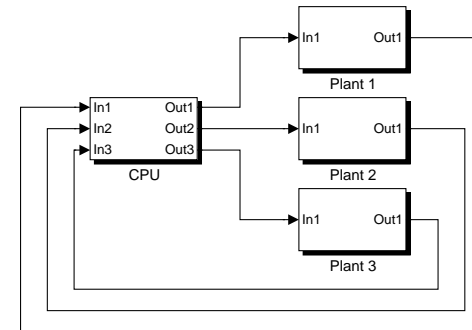 In1 Out1
Plant 1
In1 Out1
In2 Out2
In3 Out3
CPU
In1 Out1
Plant 2
In1 Out1
Plant 3